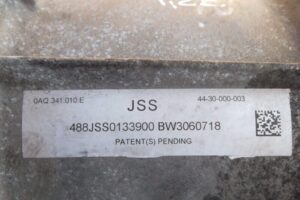 0AQ 341.010 E JSS 44-30-000-003
488JSS0133900 BW3060718
PATENT(S) PENDING